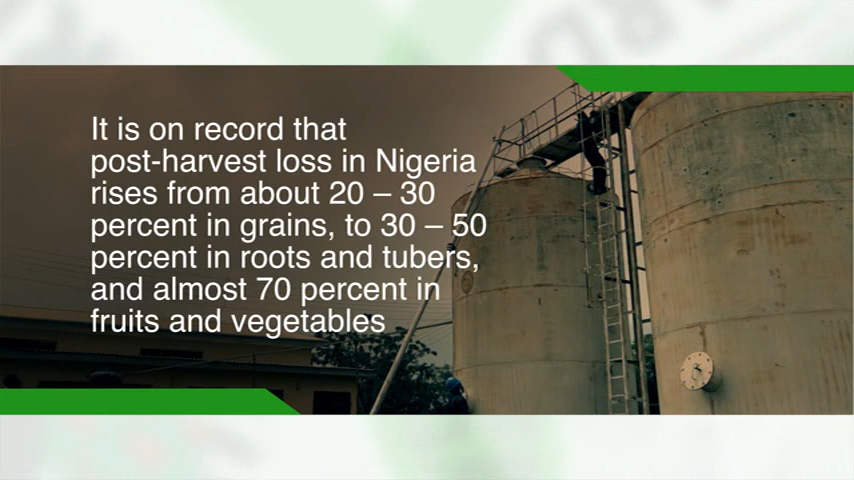 It is on record that
post-harvest loss in Nigeria
rises from about 20 – 30
percent in grains, to 30 – 50
percent in roots and tubers,
and almost 70 percent in
fruits and vegetables